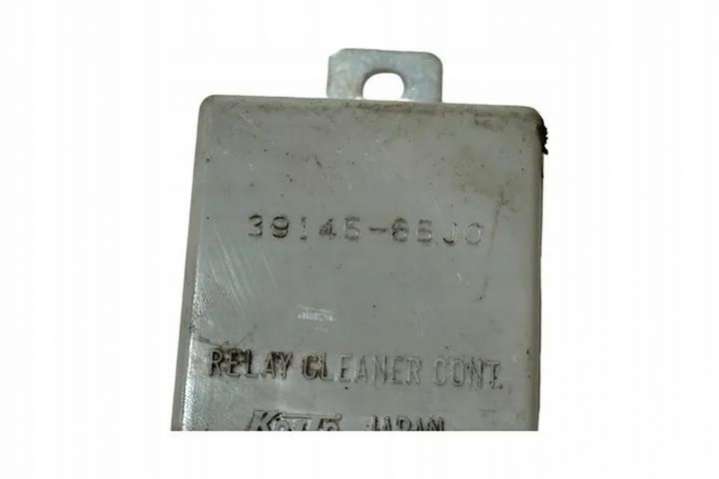 39145-65J0
RELAY CLEANER CONT.
JAPAN